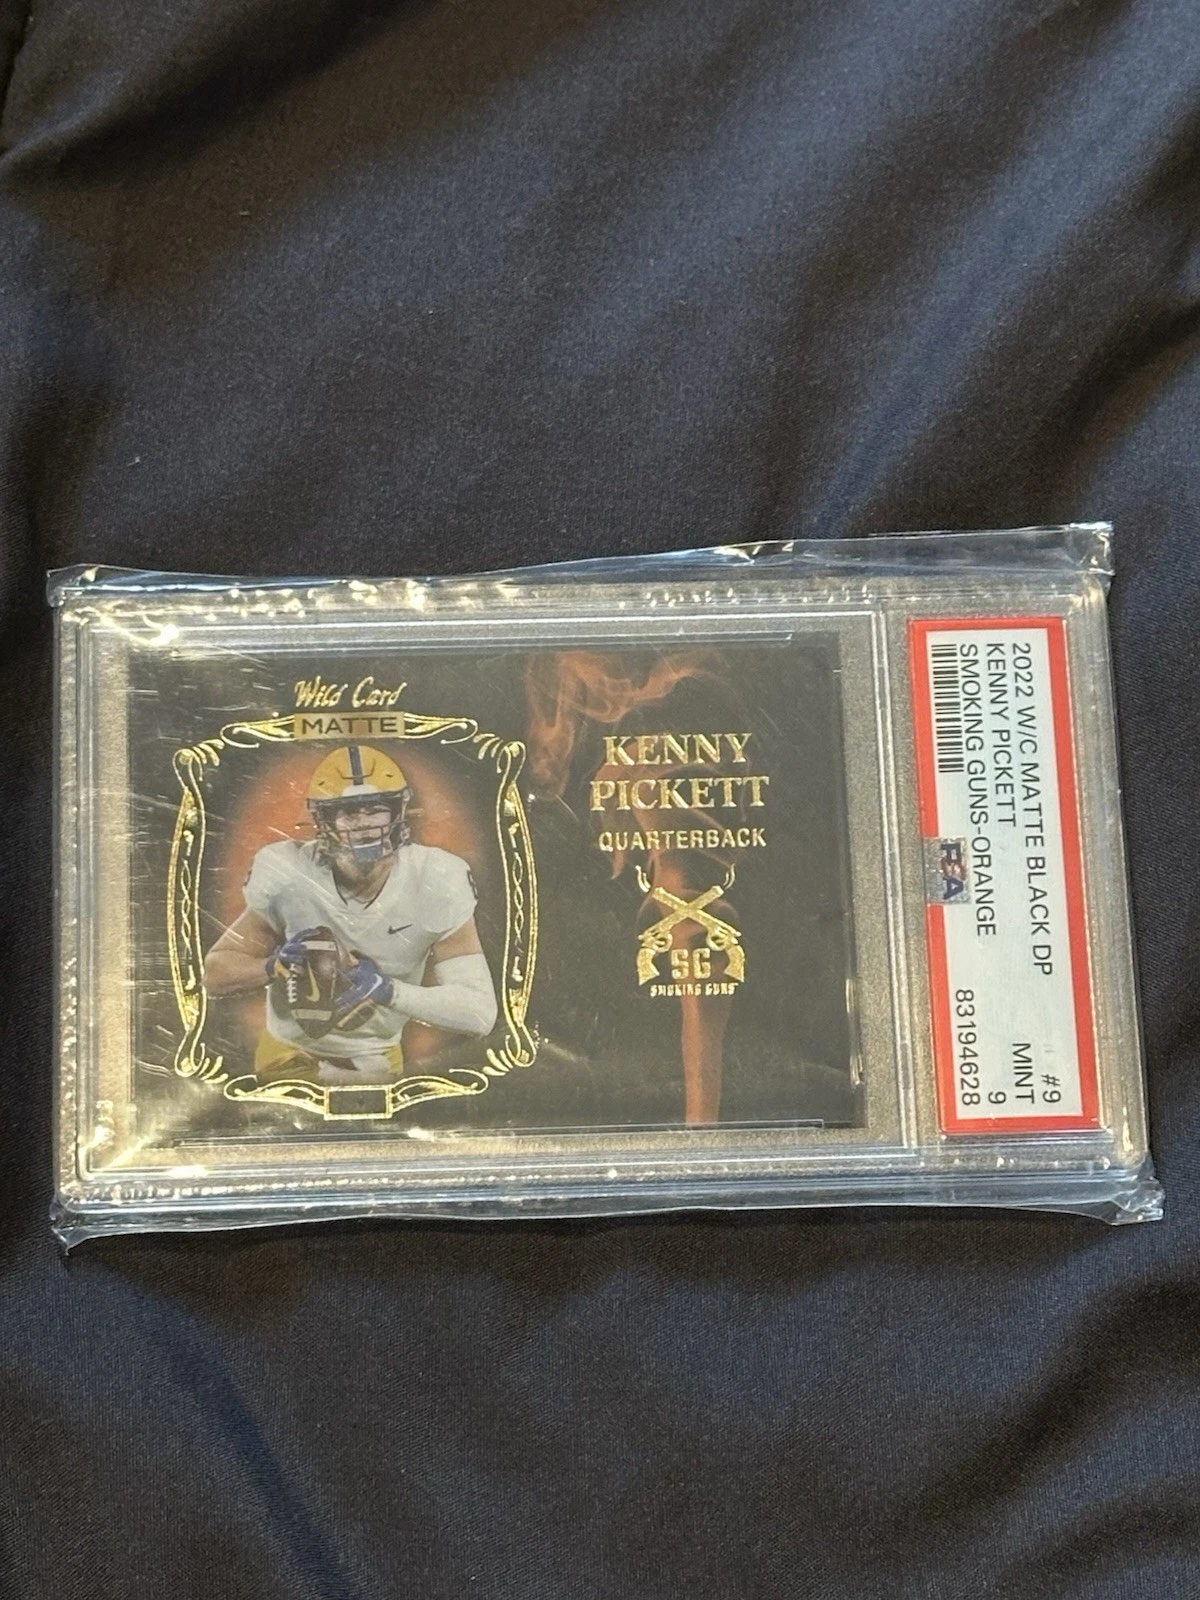 Wild Card
MATTE
KENNY
PICKETT
QUARTERBACK
SG
SMOKING GUNS
2022 W/C MATTE BLACK DP #9
KENNY PICKETT MINT
SMOKING GUNS-ORANGE 9
83194628
PSA